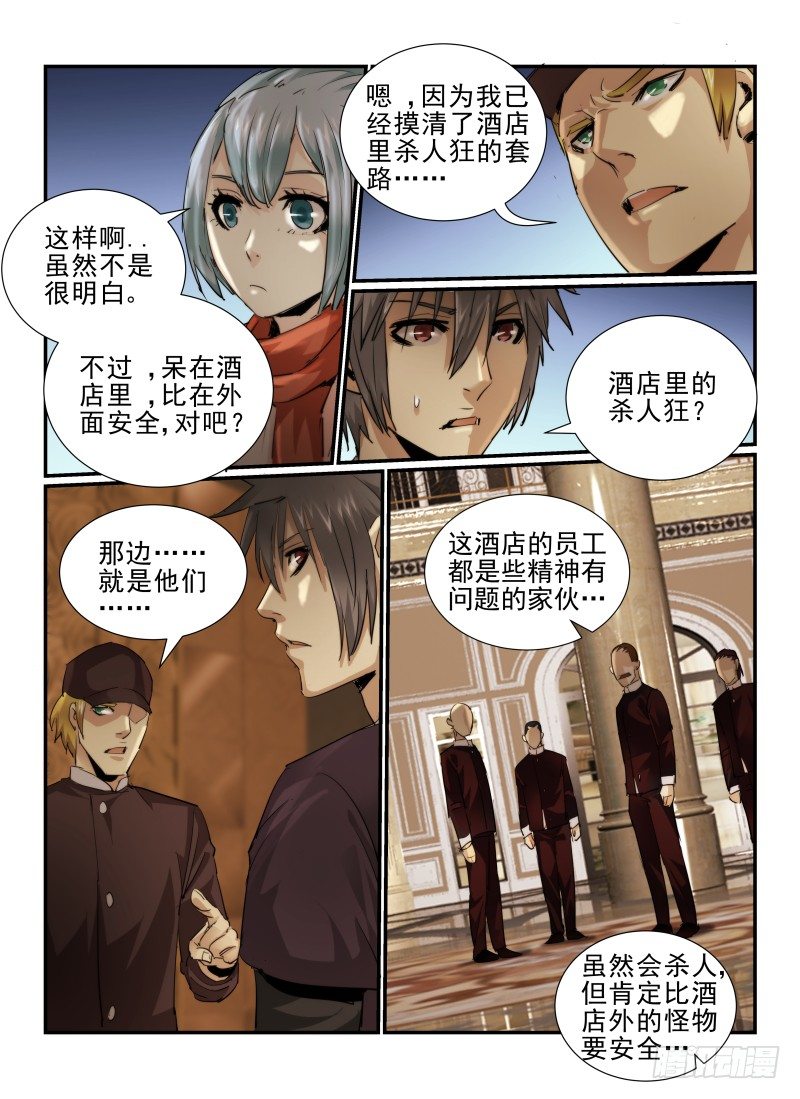 嗯，因为我已
经摸清了酒店
里杀人狂的套
路……
这样啊..
虽然不是
很明白。
不过，呆在酒
店里，比在外
面安全,对吧？
酒店里的
杀人狂？
那边……
就是他们
……
这酒店的员工
都是些精神有
问题的家伙…
虽然会杀人,
但肯定比酒
店外的怪物
要安全…
腾讯动漫